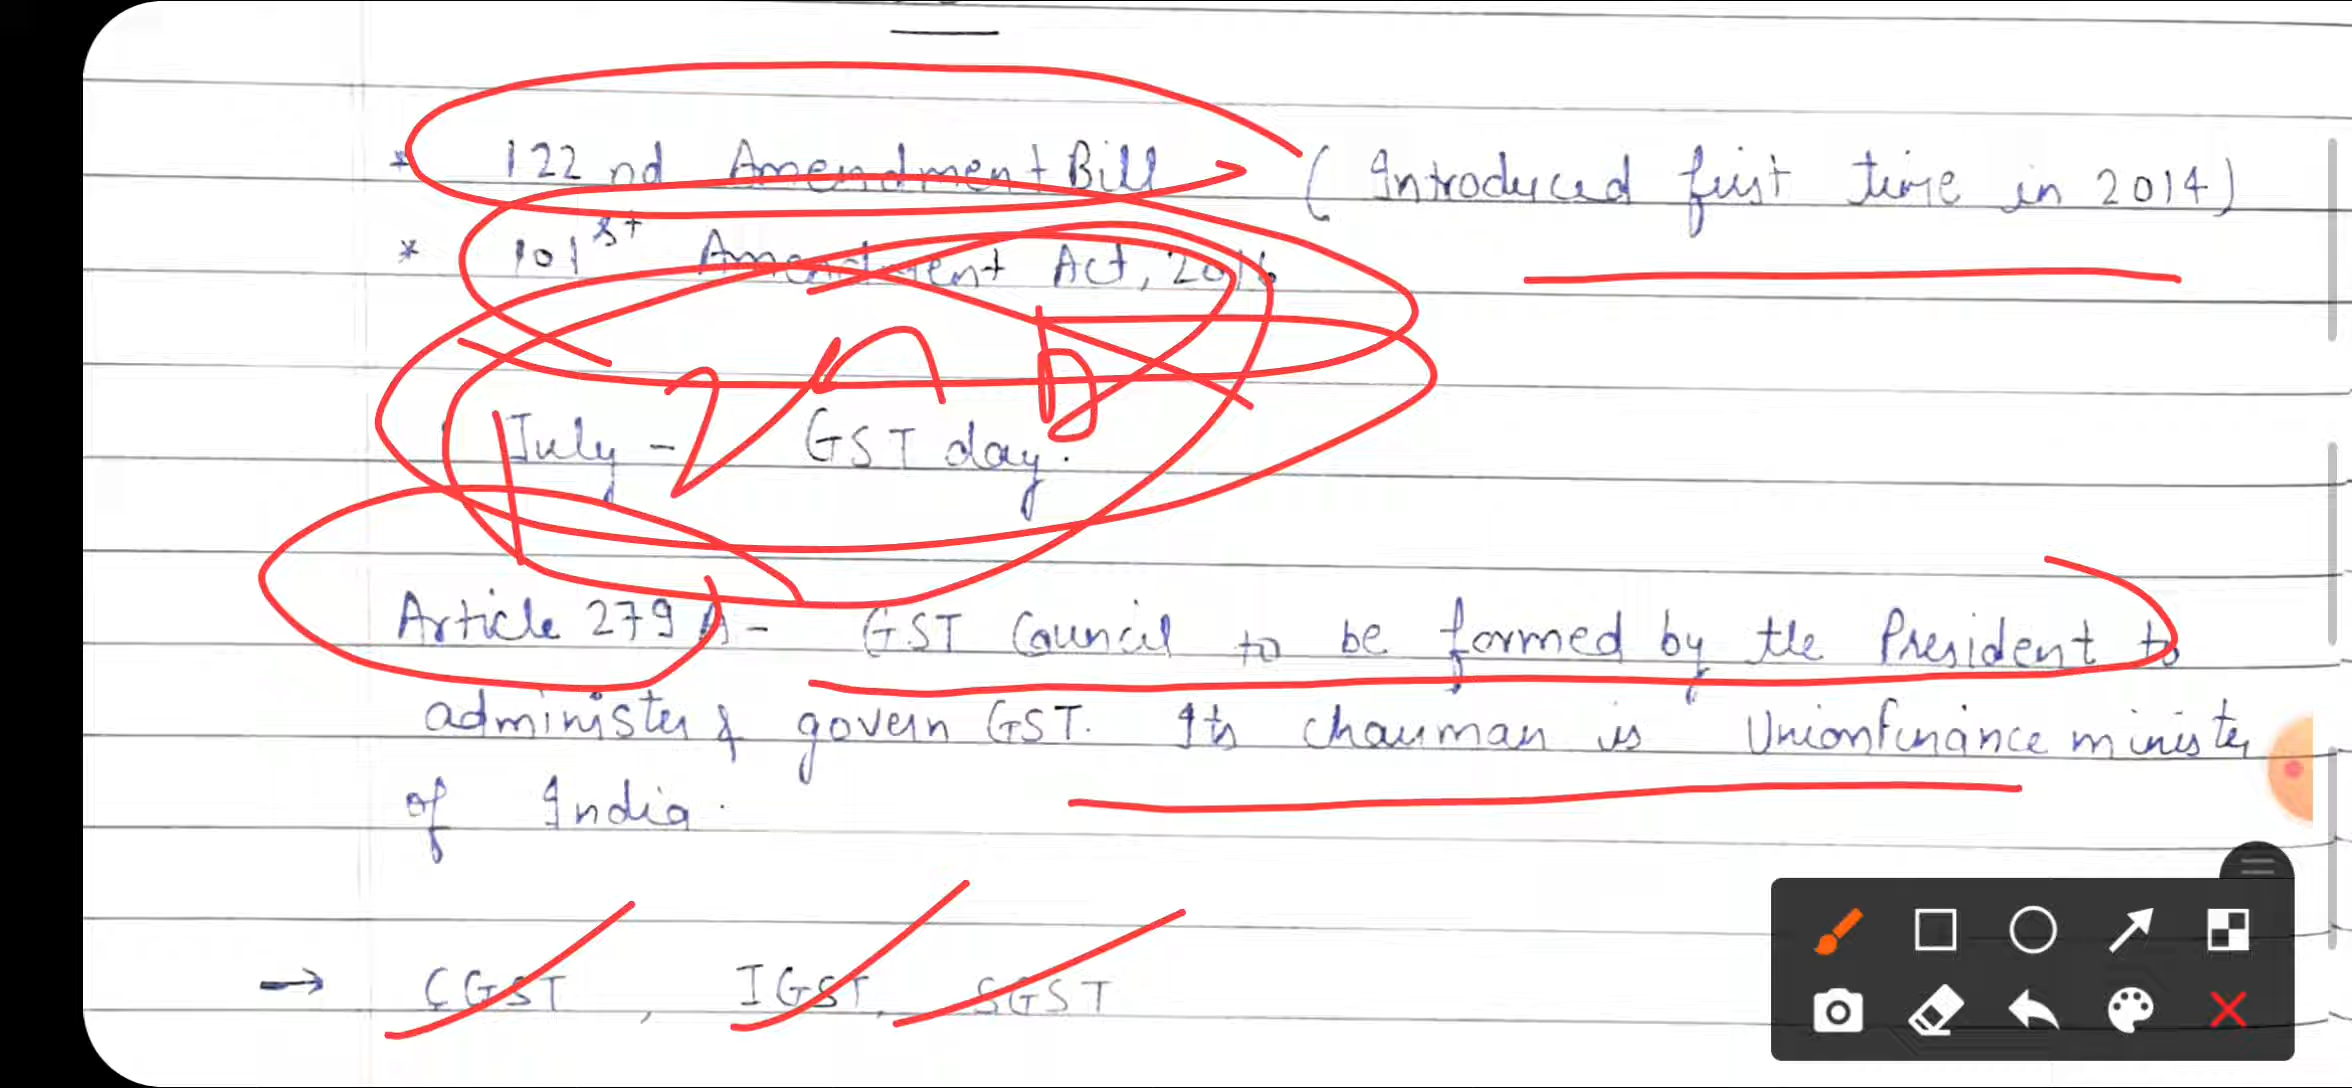 * 122 nd Amendment Bill → ( Introduced first time in 2014)
* 101st Amendment Act, 2016
July - GST day.
Article 279 A - GST Council to be formed by the President to
administer & govern GST. Its chairman is Union finance minister
of India.
→ CGST, IGST, SGST